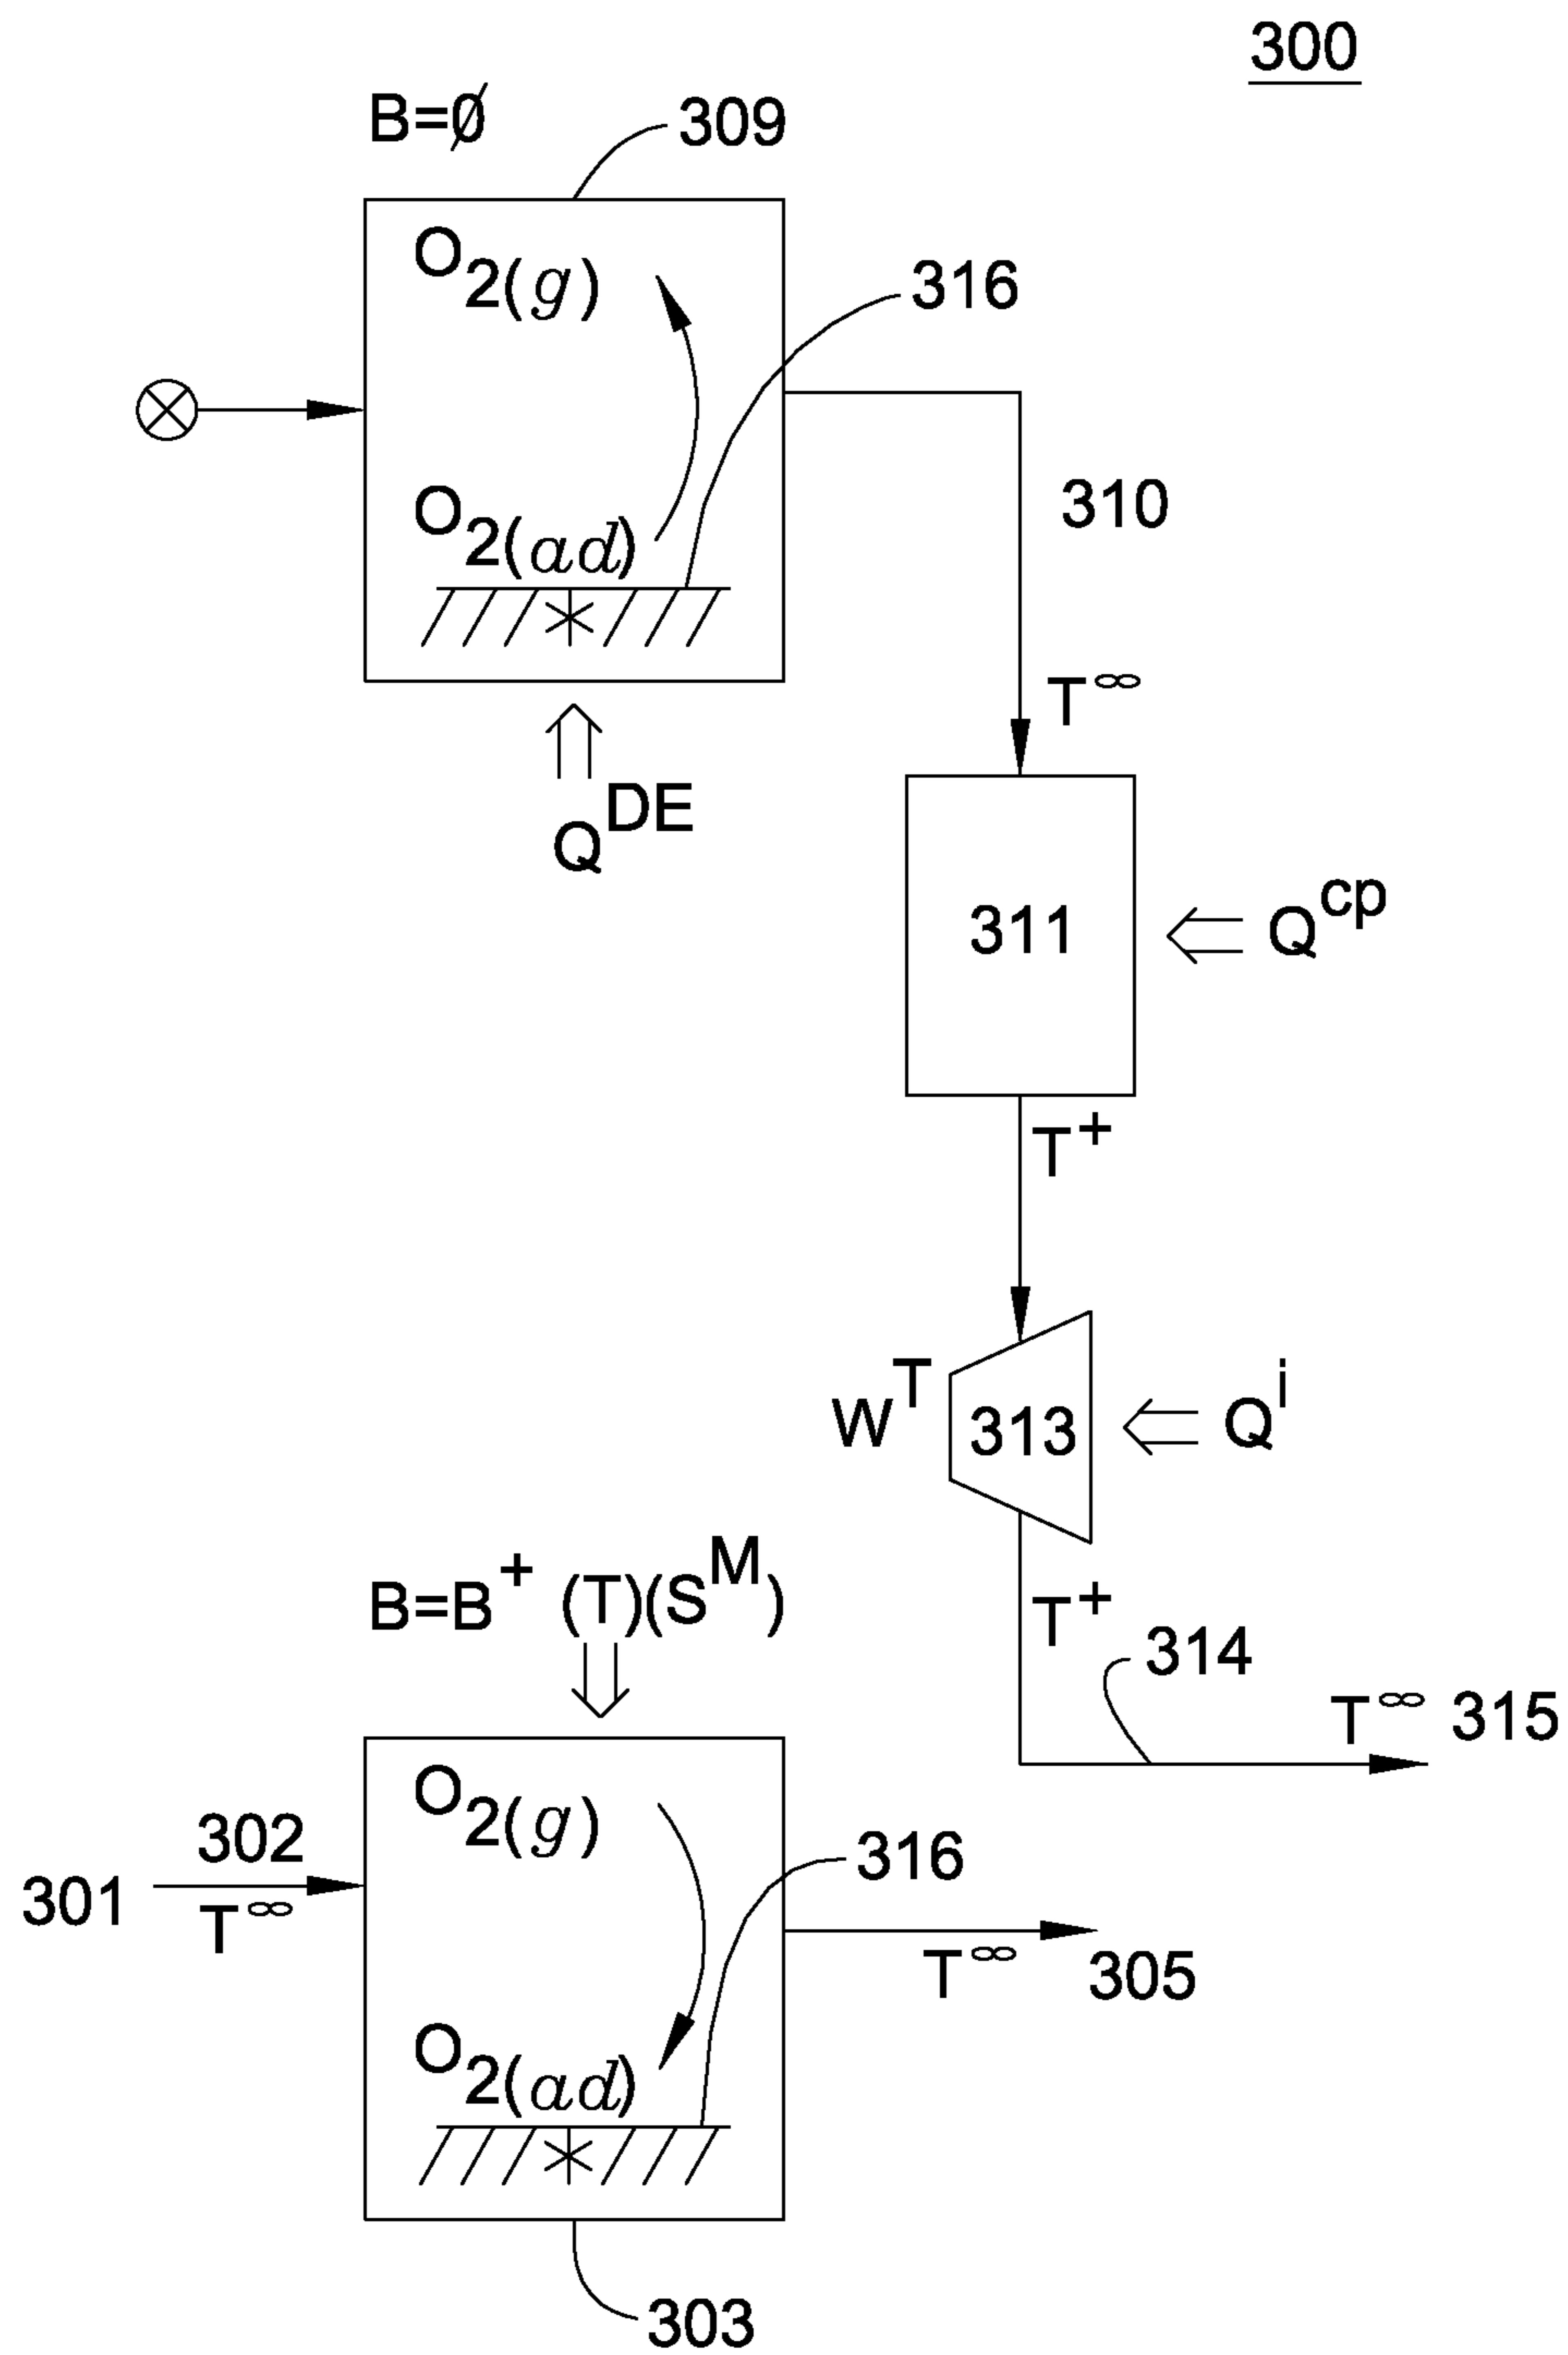 300
B=∅
309
O2(g)
316
310
O2(ad)
T∞
Q^DE
311
Q^cp
T+
W^T
313
Q^i
B=B+ (T)(S^M)
T+
314
T∞ 315
O2(g)
302
316
301
T∞
T∞
305
O2(ad)
303